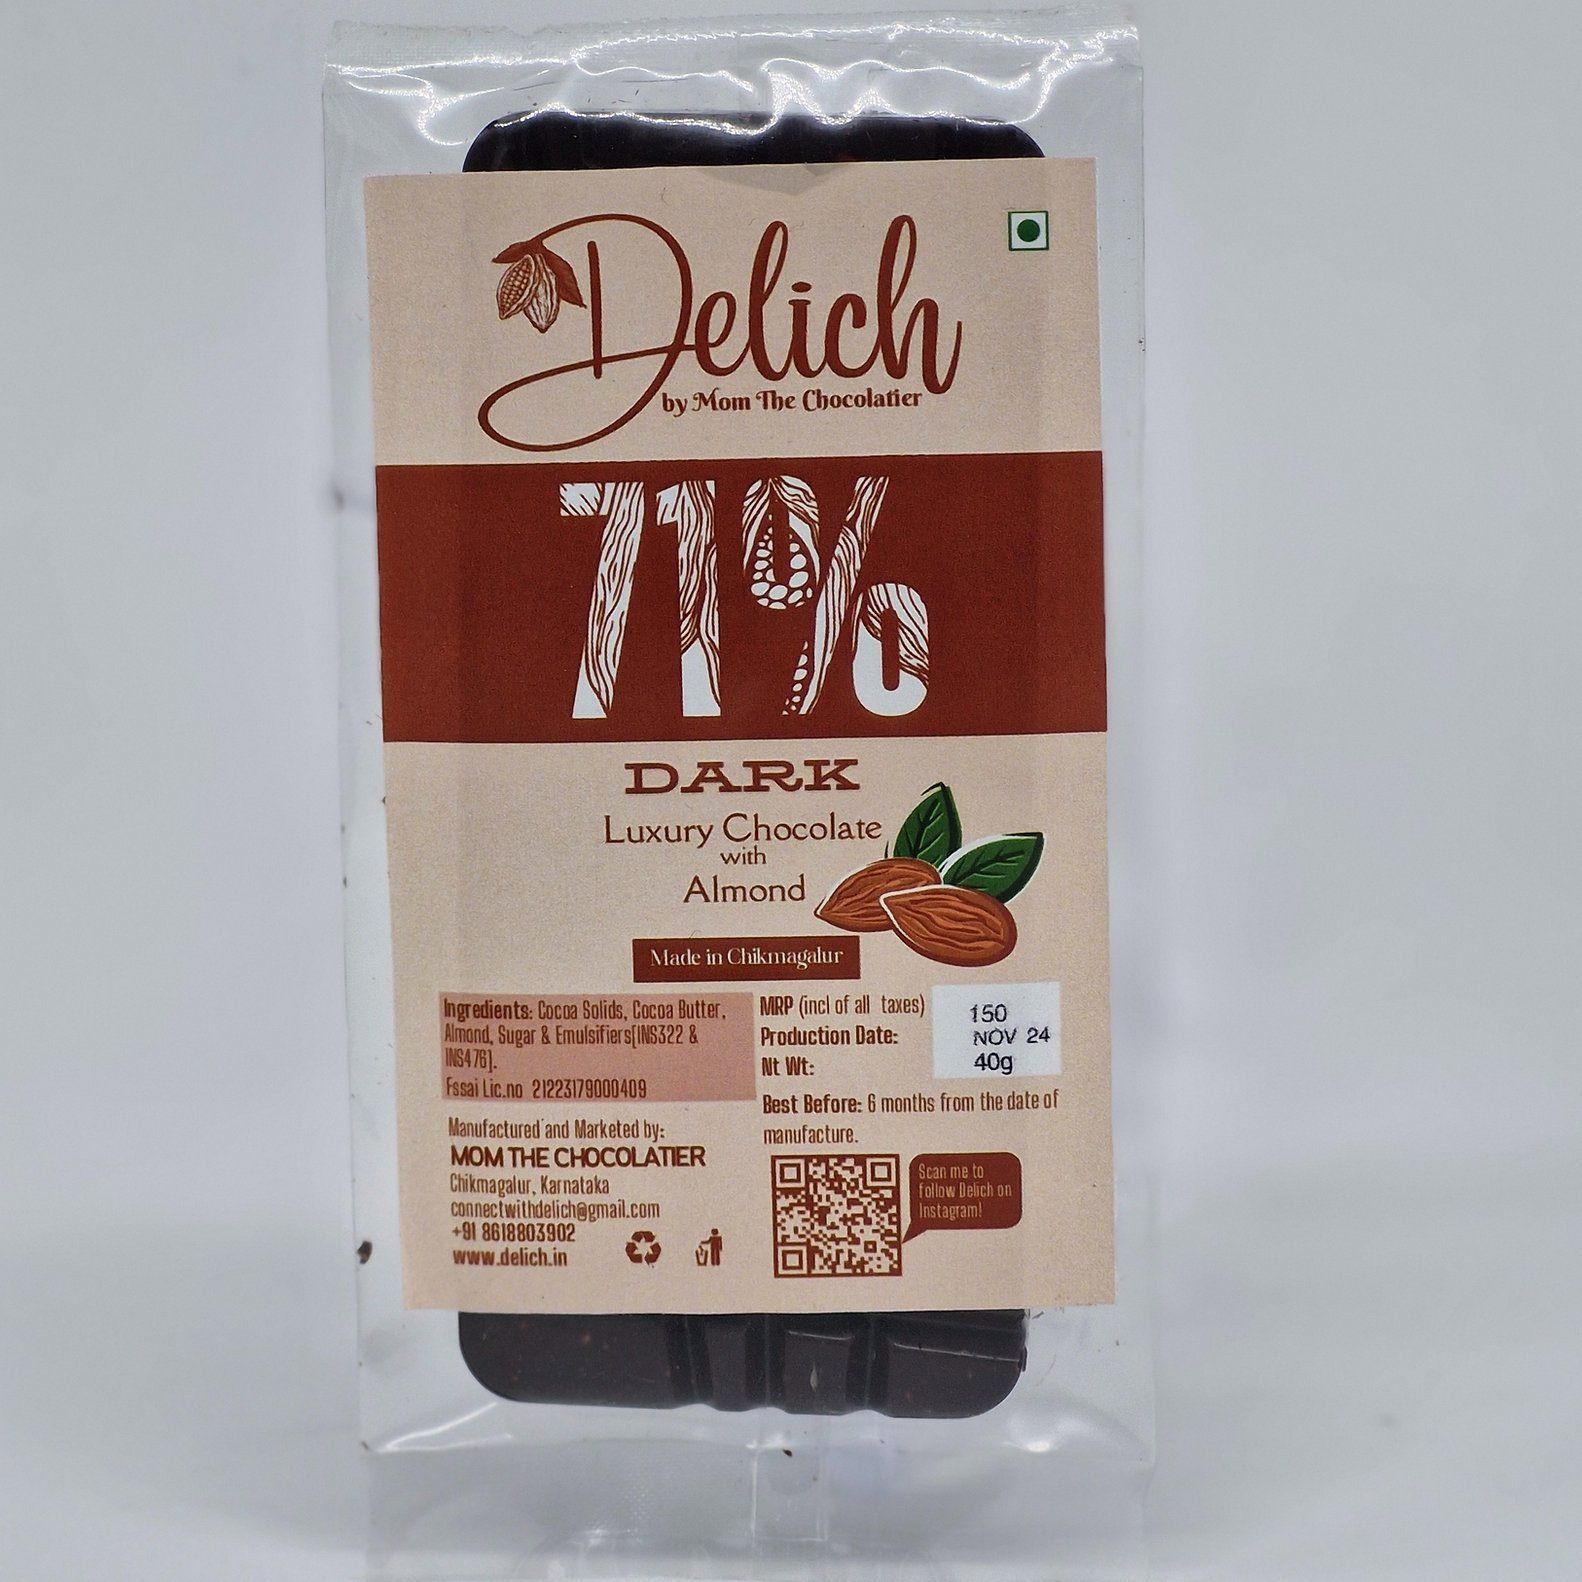 Delich
by Mom The Chocolatier
71%
DARK
Luxury Chocolate
with
Almond
Made in Chikmagalur
Ingredients: Cocoa Solids, Cocoa Butter,
Almond, Sugar & Emulsifiers[INS322 &
INS476].
Fssai Lic.no 21223179000409
Manufactured and Marketed by:
MOM THE CHOCOLATIER
Chikmagalur, Karnataka
connectwithdelich@gmail.com
+91 8618803902
www.delich.in
MRP (incl of all taxes) 150
Production Date: NOV 24
Nt Wt: 40g
Best Before: 6 months from the date of
manufacture.
Scan me to
follow Delich on
Instagram!